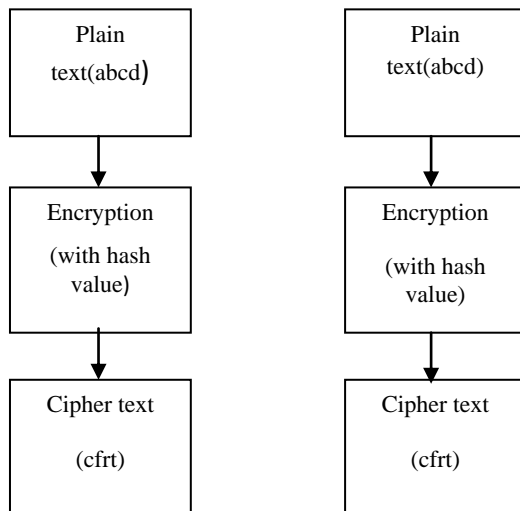 Plain
text(abcd)
Encryption
(with hash
value)
Cipher text
(cfrt)
Plain
text(abcd)
Encryption
(with hash
value)
Cipher text
(cfrt)